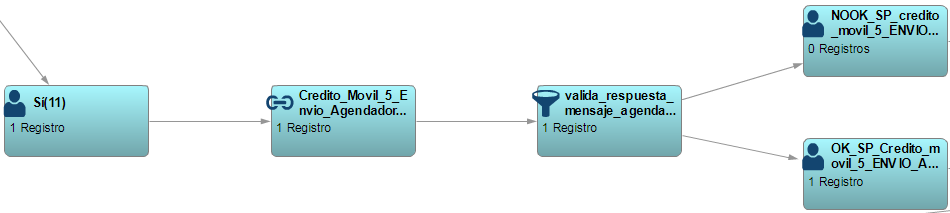 Si(11)
1 Registro
Credito_Movil_5_E
nvio_Agendador...
1 Registro
valida_respuesta_
mensaje_agenda...
1 Registro
NOOK_SP_credito
_movil_5_ENVIO...
0 Registros
OK_SP_Credito_m
ovil_5_ENVIO_A...
1 Registro